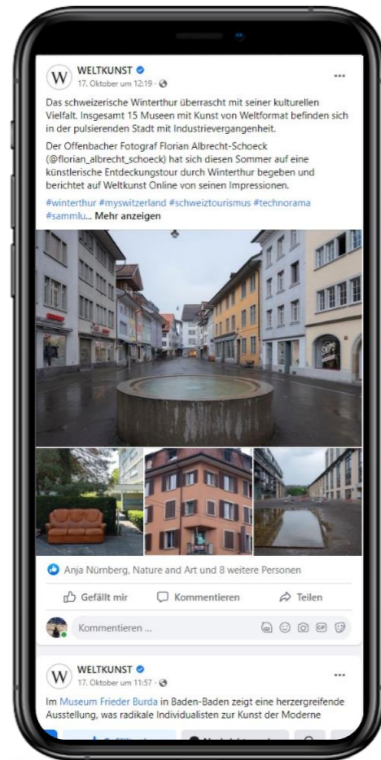 W WELTKUNST
17. Oktober um 12:19 ·
Das schweizerische Winterthur überrascht mit seiner kulturellen
Vielfalt. Insgesamt 15 Museen mit Kunst von Weltformat befinden sich
in der pulsierenden Stadt mit Industrievergangenheit.
Der Offenbacher Fotograf Florian Albrecht-Schoeck
(@florian_albrecht_schoeck) hat sich diesen Sommer auf eine
künstlerische Entdeckungstour durch Winterthur begeben und
berichtet auf Weltkunst Online von seinen Impressionen.
#winterthur #myswitzerland #schweiztourismus #technorama
#sammlu... Mehr anzeigen
Anja Nürnberg, Nature and Art und 8 weitere Personen
Gefällt mir Kommentieren Teilen
Kommentieren ... GIF
W WELTKUNST
17. Oktober um 11:57 ·
Im Museum Frieder Burda in Baden-Baden zeigt eine herzergreifende
Ausstellung, was radikale Individualisten zur Kunst der Moderne